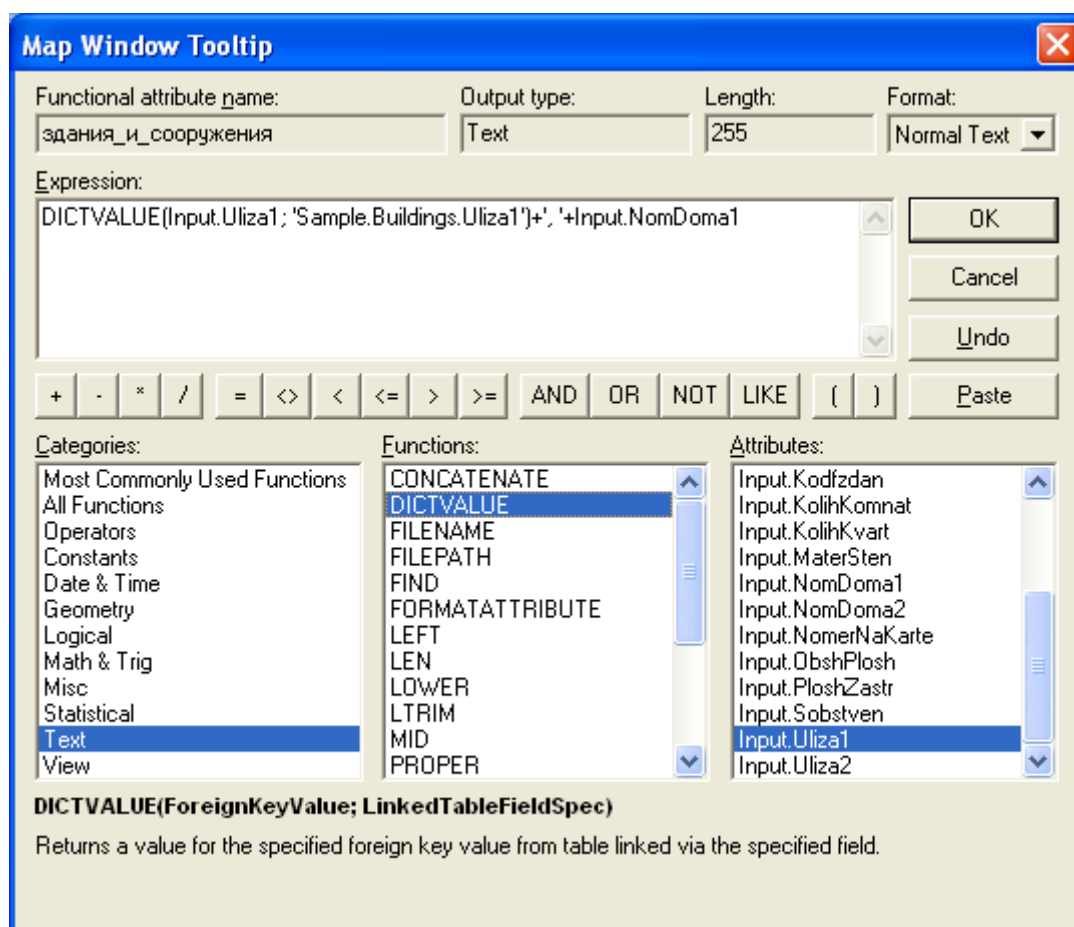 Map Window Tooltip
Functional attribute name: Output type: Length: Format:
здания_и_сооружения Text 255 Normal Text
Expression:
DICTVALUE(Input.Uliza1; 'Sample.Buildings.Uliza1')+', '+Input.NomDoma1
OK
Cancel
Undo
+ - * / = <> < <= > >= AND OR NOT LIKE ( ) Paste
Categories: Functions: Attributes:
Most Commonly Used Functions CONCATENATE Input.Kodfzdan
All Functions DICTVALUE Input.KolihKomnat
Operators FILENAME Input.KolihKvart
Constants FILEPATH Input.MaterSten
Date & Time FIND Input.NomDoma1
Geometry FORMATATTRIBUTE Input.NomDoma2
Logical LEFT Input.NomerNaKarte
Math & Trig LEN Input.ObshPlosh
Misc LOWER Input.PloshZastr
Statistical LTRIM Input.Sobstven
Text MID Input.Uliza1
View PROPER Input.Uliza2
DICTVALUE(ForeignKeyValue; LinkedTableFieldSpec)
Returns a value for the specified foreign key value from table linked via the specified field.